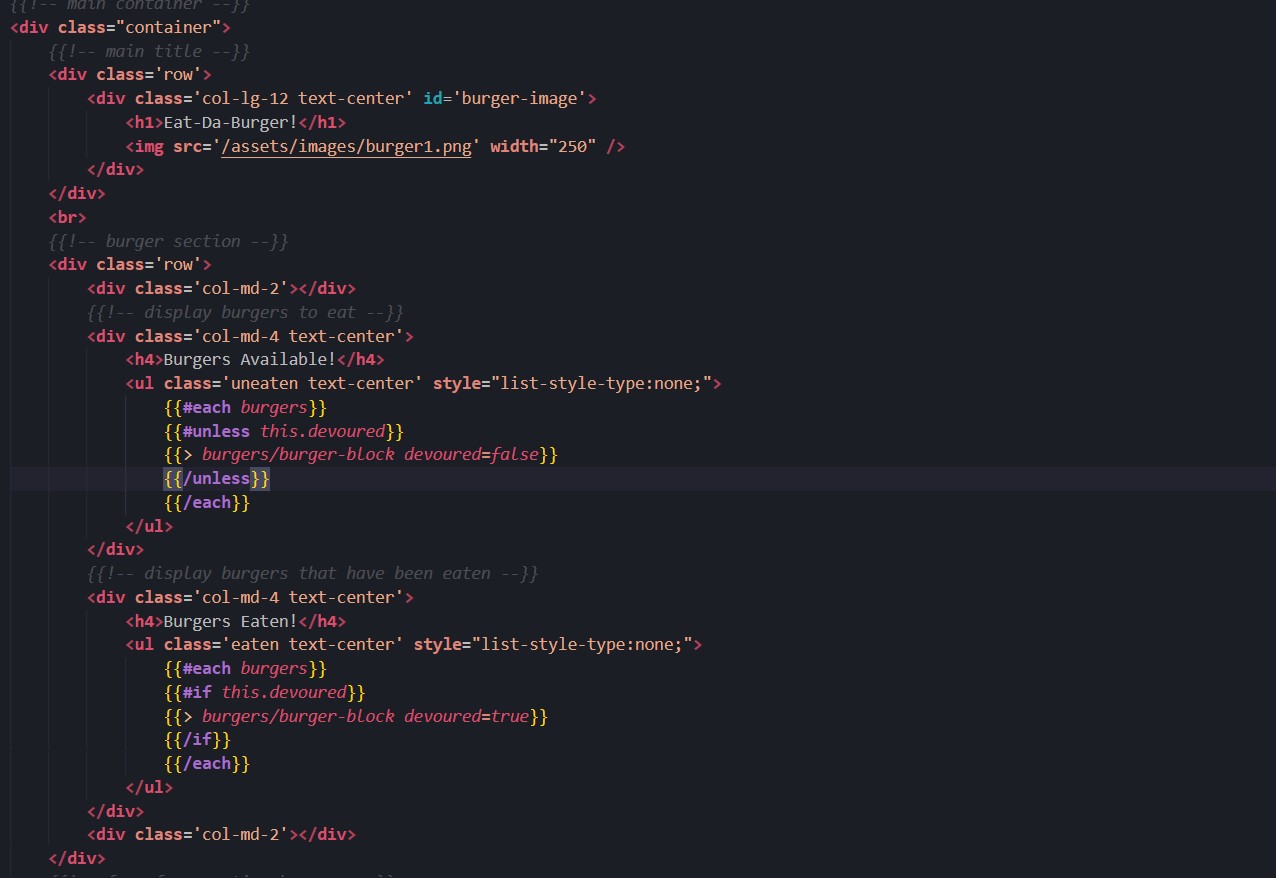 {{!-- main container --}}
<div class="container">
    {{!-- main title --}}
    <div class='row'>
        <div class='col-lg-12 text-center' id='burger-image'>
            <h1>Eat-Da-Burger!</h1>
            <img src='/assets/images/burger1.png' width="250" />
        </div>
    </div>
    <br>
    {{!-- burger section --}}
    <div class='row'>
        <div class='col-md-2'></div>
        {{!-- display burgers to eat --}}
        <div class='col-md-4 text-center'>
            <h4>Burgers Available!</h4>
            <ul class='uneaten text-center' style="list-style-type:none;">
                {{#each burgers}}
                {{#unless this.devoured}}
                {{> burgers/burger-block devoured=false}}
                {{/unless}}
                {{/each}}
            </ul>
        </div>
        {{!-- display burgers that have been eaten --}}
        <div class='col-md-4 text-center'>
            <h4>Burgers Eaten!</h4>
            <ul class='eaten text-center' style="list-style-type:none;">
                {{#each burgers}}
                {{#if this.devoured}}
                {{> burgers/burger-block devoured=true}}
                {{/if}}
                {{/each}}
            </ul>
        </div>
        <div class='col-md-2'></div>
    </div>